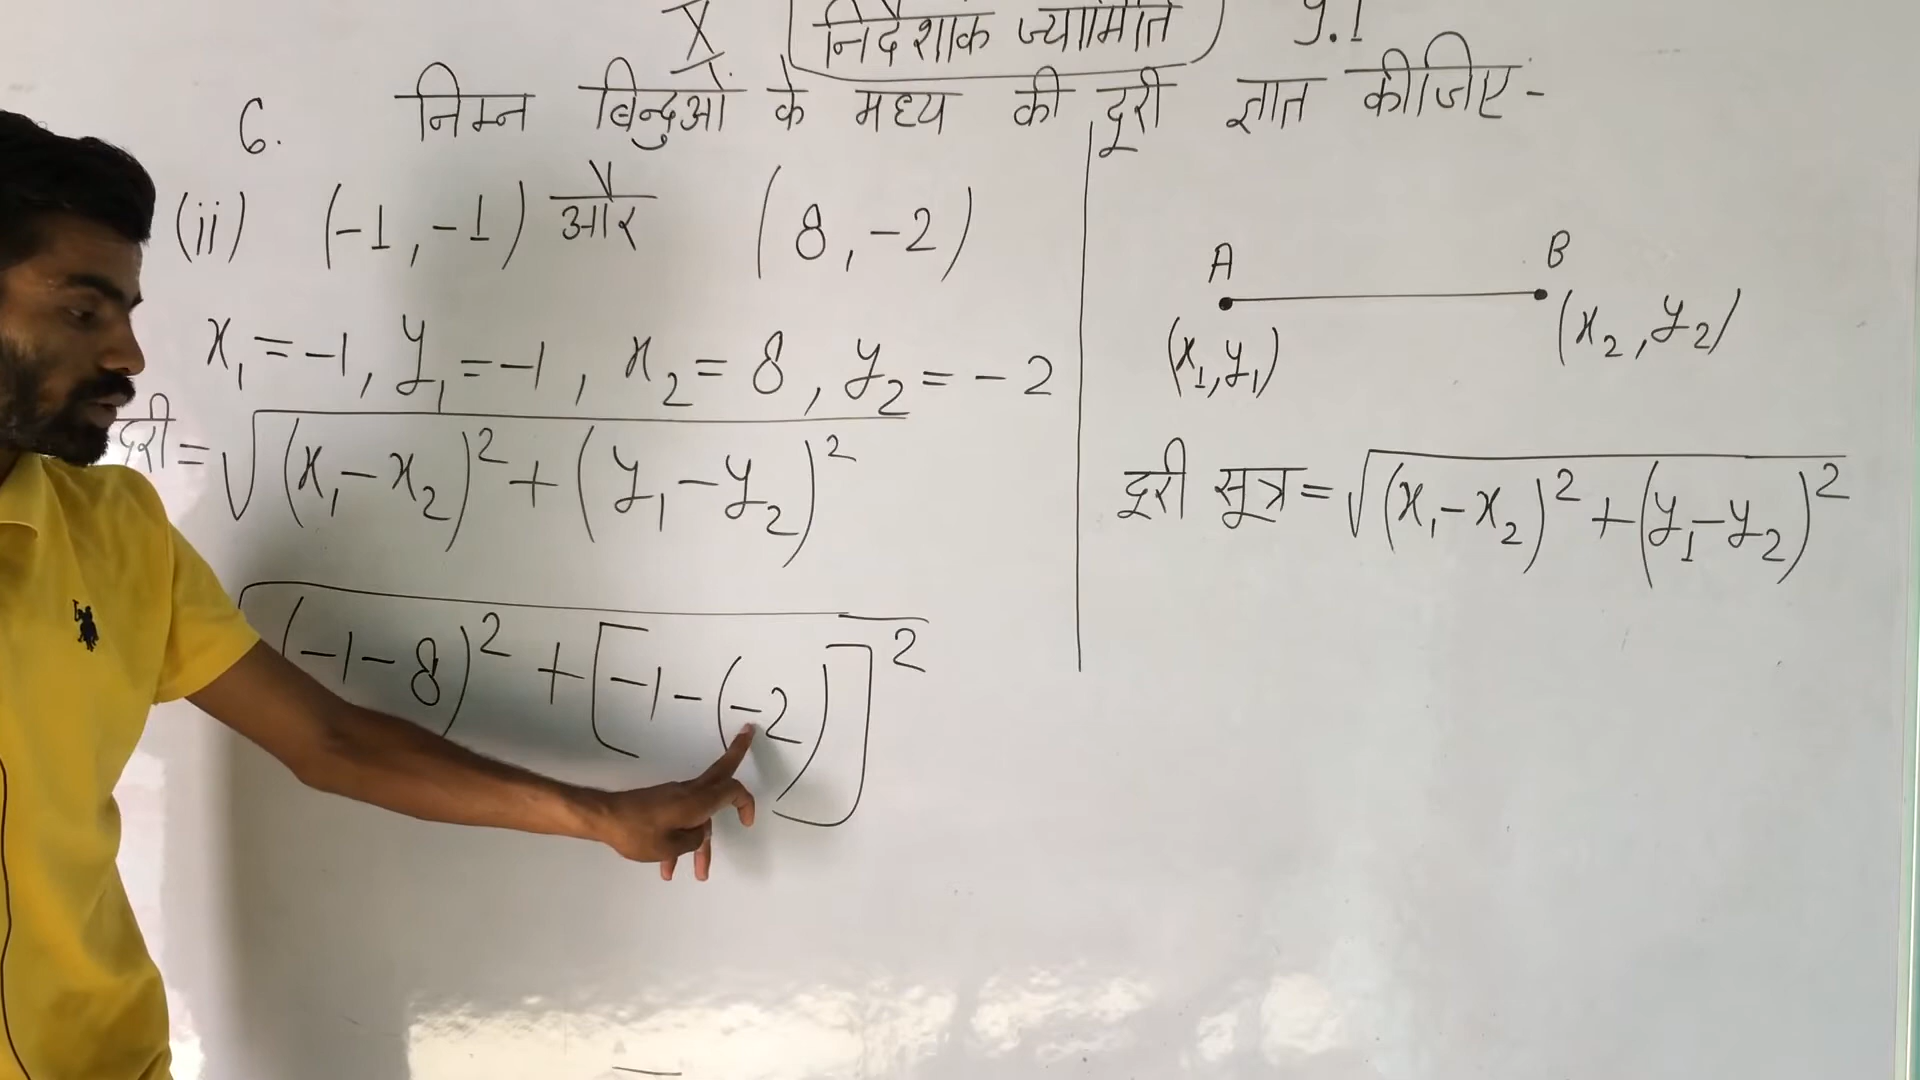 X निर्देशांक ज्यामिति 9.1
6. निम्न बिन्दुओं के मध्य की दूरी ज्ञात कीजिए-
(ii) (-1, -1) और (8, -2)
x₁ = -1, y₁ = -1, x₂ = 8, y₂ = -2
दूरी = √(x₁-x₂)² + (y₁-y₂)²
√(-1-8)² + [-1-(-2)]²
A B
(x₁,y₁) (x₂,y₂)
दूरी सूत्र = √(x₁-x₂)² + (y₁-y₂)²